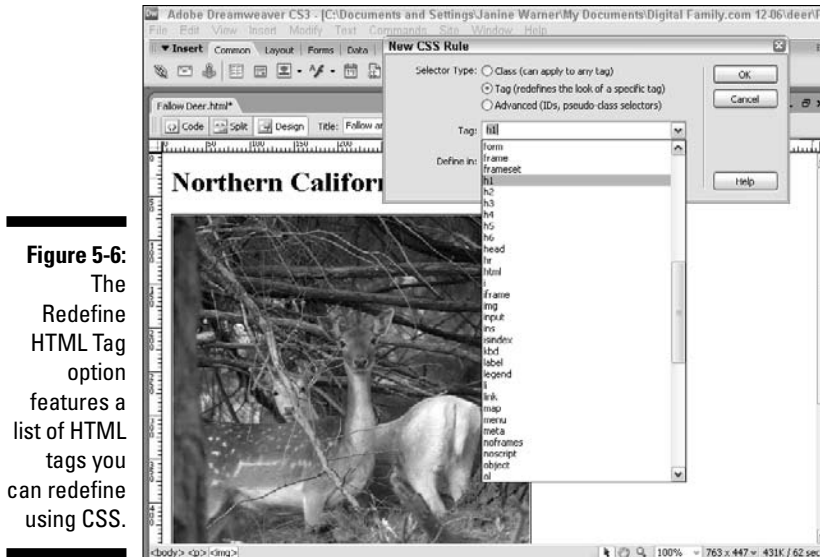 Adobe Dreamweaver CS3 - [C:\Documents and Settings\Janine Warner\My Documents\Digital Family.com 12-06\deer\F
File Edit View Insert Modify Text Commands Site Window Help
Insert Common Layout Forms Data
New CSS Rule
Selector Type: Class (can apply to any tag)
Tag (redefines the look of a specific tag)
Advanced (IDs, pseudo-class selectors)
OK
Cancel
Help
Tag: h1
Define in:
form
frame
frameset
h1
h2
h3
h4
h5
h6
head
hr
html
i
iframe
img
input
ins
isindex
kbd
label
legend
li
link
map
menu
meta
noframes
noscript
object
ol
Fallow Deer.html*
Code Split Design Title: Fallow
Northern Califor
<body> <p> <img>
100% 763 x 447 431K / 62 sec
Figure 5-6:
The
Redefine
HTML Tag
option
features a
list of HTML
tags you
can redefine
using CSS.